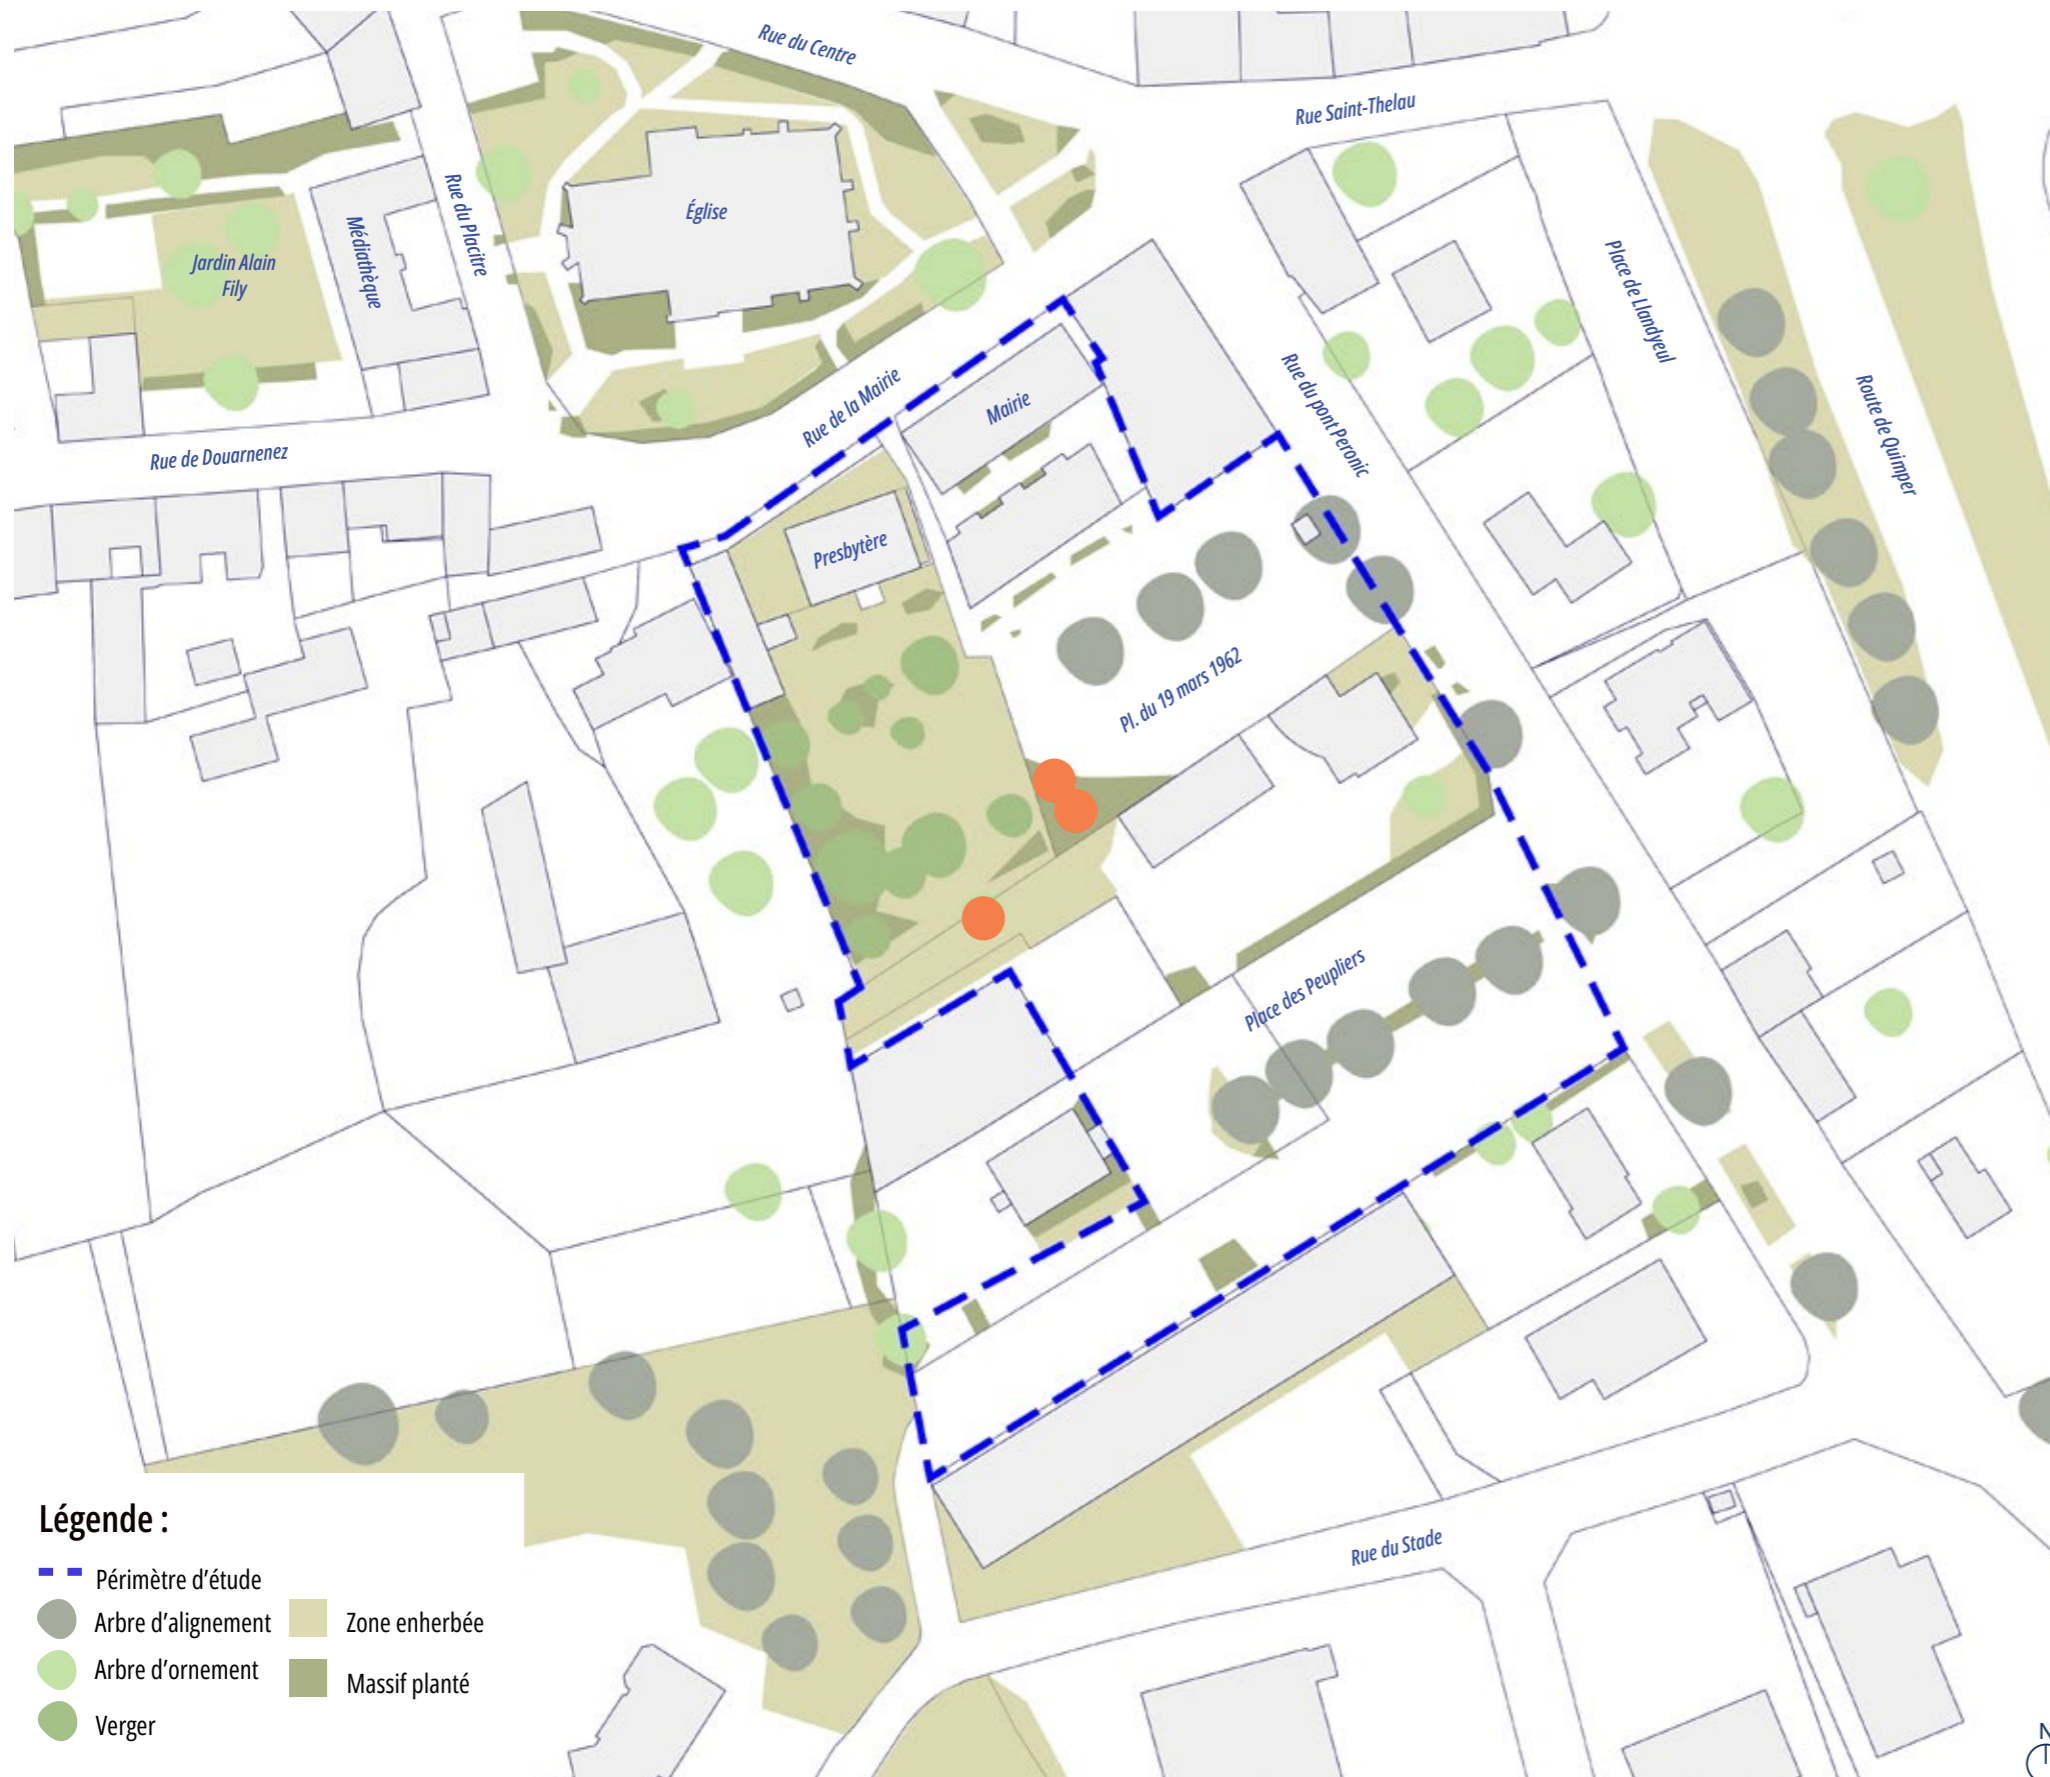 Rue du Centre
Rue Saint-Thelau
Rue du Placitre
Église
Médiathèque
Jardin Alain
Fily
Place de Llandyeul
Rue de la Mairie
Mairie
Rue du pont Peronic
Route de Quimper
Rue de Douarnenez
Presbytère
Pl. du 19 mars 1962
Place des Peupliers
Rue du Stade
Légende :
Périmètre d'étude
Arbre d'alignement
Zone enherbée
Arbre d'ornement
Massif planté
Verger
N